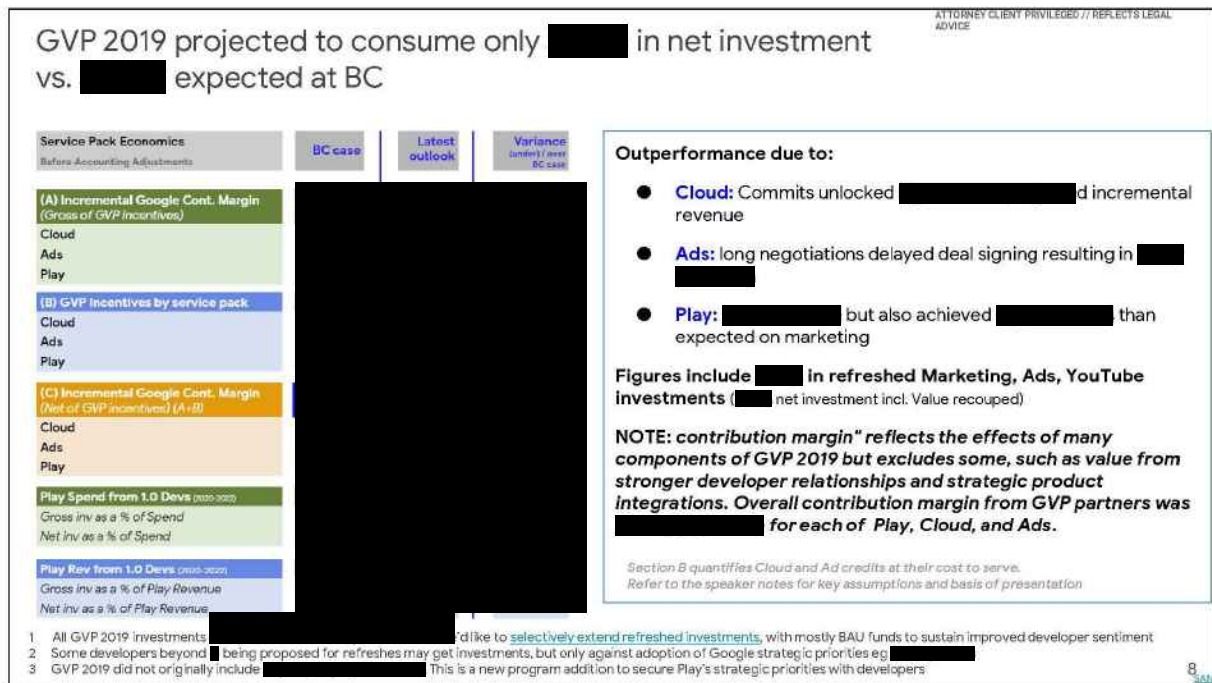 ATTORNEY CLIENT PRIVILEGED // REFLECTS LEGAL
ADVICE
GVP 2019 projected to consume only in net investment
vs. expected at BC
Service Pack Economics
Before Accounting Adjustments
BC case
Latest
outlook
Variance
(under) / over
BC case
(A) Incremental Google Cont. Margin
(Gross of GVP incentives)
Cloud
Ads
Play
(B) GVP Incentives by service pack
Cloud
Ads
Play
(C) Incremental Google Cont. Margin
(Net of GVP incentives) (A+B)
Cloud
Ads
Play
Play Spend from 1.0 Devs (2020-2022)
Gross inv as a % of Spend
Net inv as a % of Spend
Play Rev from 1.0 Devs (2020-2022)
Gross inv as a % of Play Revenue
Net inv as a % of Play Revenue
Outperformance due to:
● Cloud: Commits unlocked d incremental
revenue
● Ads: long negotiations delayed deal signing resulting in
● Play: but also achieved than
expected on marketing
Figures include in refreshed Marketing, Ads, YouTube
investments ( net investment incl. Value recouped)
NOTE: contribution margin" reflects the effects of many
components of GVP 2019 but excludes some, such as value from
stronger developer relationships and strategic product
integrations. Overall contribution margin from GVP partners was
for each of Play, Cloud, and Ads.
Section B quantifies Cloud and Ad credits at their cost to serve.
Refer to the speaker notes for key assumptions and basis of presentation
1 All GVP 2019 investments 'd like to selectively extend refreshed investments, with mostly BAU funds to sustain improved developer sentiment
2 Some developers beyond being proposed for refreshes may get investments, but only against adoption of Google strategic priorities eg
3 GVP 2019 did not originally include This is a new program addition to secure Play's strategic priorities with developers
8